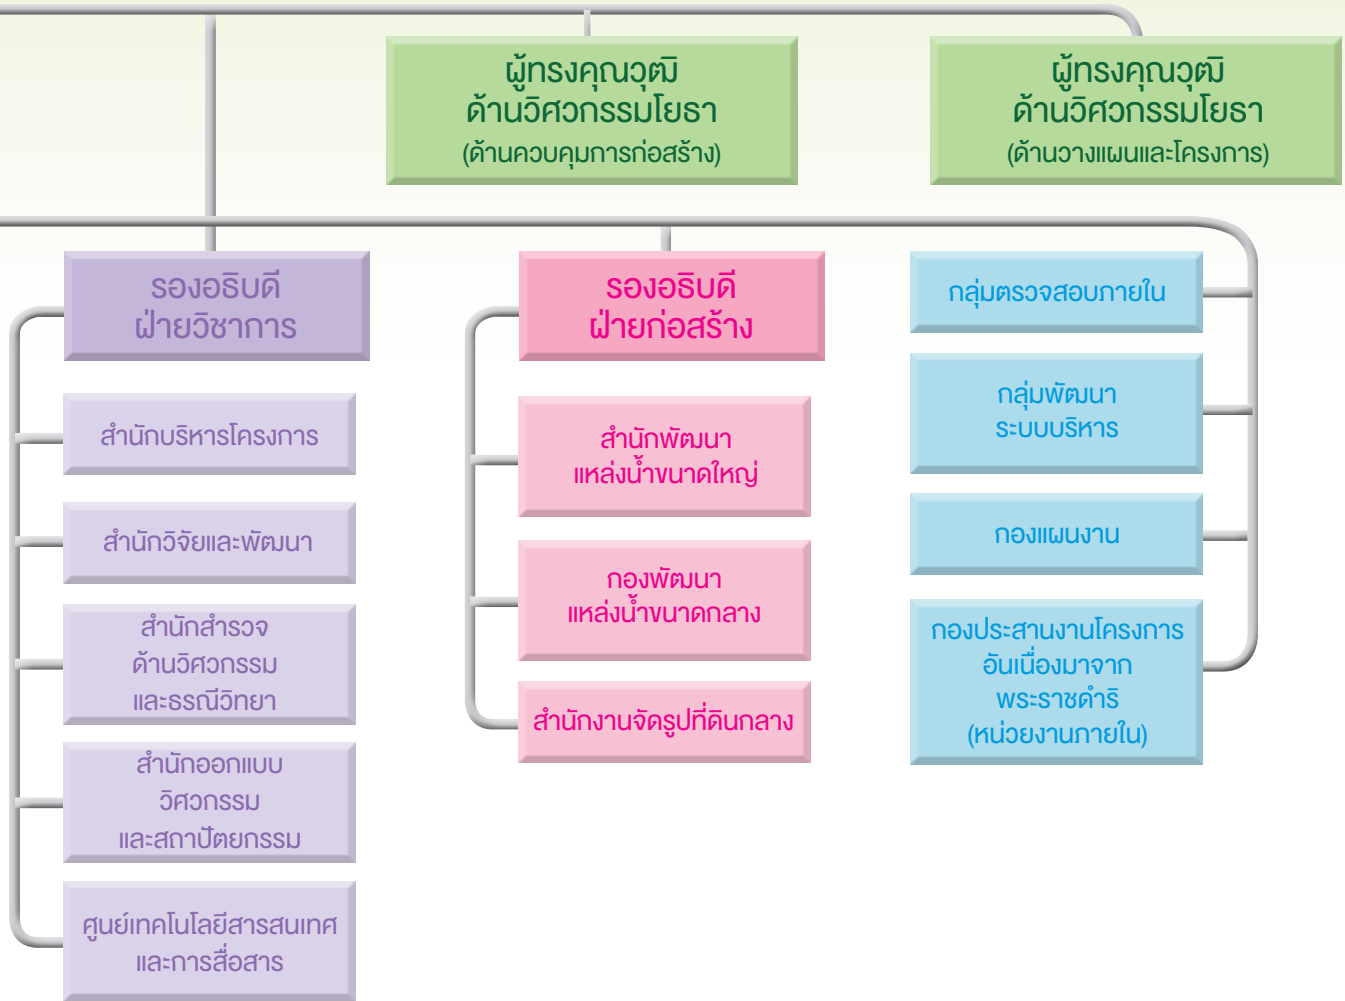 ผู้ทรงคุณวุฒิ
ด้านวิศวกรรมโยธา
(ด้านควบคุมการก่อสร้าง)
ผู้ทรงคุณวุฒิ
ด้านวิศวกรรมโยธา
(ด้านวางแผนและโครงการ)
รองอธิบดี
ฝ่ายวิชาการ
สำนักบริหารโครงการ
สำนักวิจัยและพัฒนา
สำนักสำรวจ
ด้านวิศวกรรม
และธรณีวิทยา
สำนักออกแบบ
วิศวกรรม
และสถาปัตยกรรม
ศูนย์เทคโนโลยีสารสนเทศ
และการสื่อสาร
รองอธิบดี
ฝ่ายก่อสร้าง
สำนักพัฒนา
แหล่งน้ำขนาดใหญ่
กองพัฒนา
แหล่งน้ำขนาดกลาง
สำนักงานจัดรูปที่ดินกลาง
กลุ่มตรวจสอบภายใน
กลุ่มพัฒนา
ระบบบริหาร
กองแผนงาน
กองประสานงานโครงการ
อันเนื่องมาจาก
พระราชดำริ
(หน่วยงานภายใน)